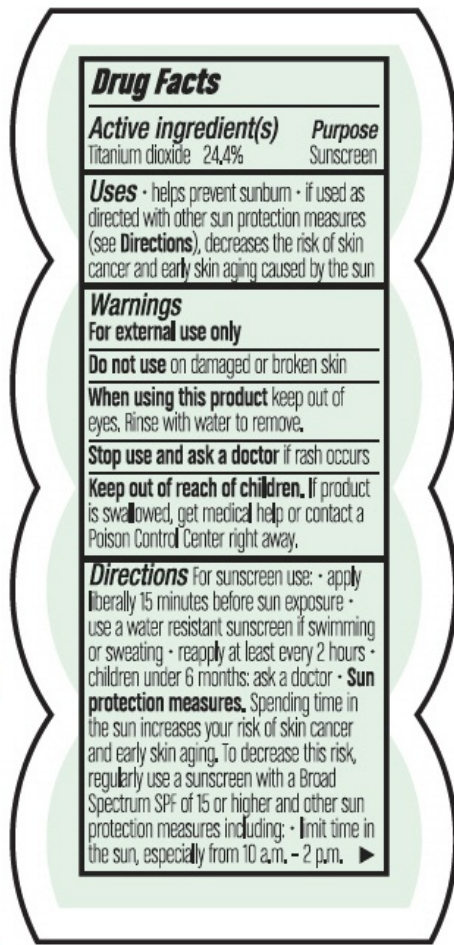 Drug Facts
Active ingredient(s) Purpose
Titanium dioxide 24.4% Sunscreen
Uses • helps prevent sunburn • if used as
directed with other sun protection measures
(see Directions), decreases the risk of skin
cancer and early skin aging caused by the sun
Warnings
For external use only
Do not use on damaged or broken skin
When using this product keep out of
eyes. Rinse with water to remove.
Stop use and ask a doctor if rash occurs
Keep out of reach of children. If product
is swallowed, get medical help or contact a
Poison Control Center right away.
Directions For sunscreen use: • apply
liberally 15 minutes before sun exposure •
use a water resistant sunscreen if swimming
or sweating • reapply at least every 2 hours •
children under 6 months: ask a doctor • Sun
protection measures. Spending time in
the sun increases your risk of skin cancer
and early skin aging. To decrease this risk,
regularly use a sunscreen with a Broad
Spectrum SPF of 15 or higher and other sun
protection measures including: • limit time in
the sun, especially from 10 a.m. – 2 p.m. ▶